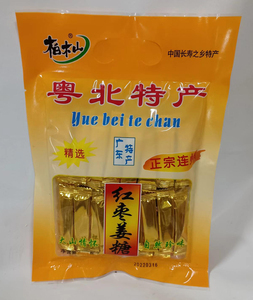 柏木山
中国长寿之乡特产
粤北特产
Yue bei te chan
精选
广东
特产
正宗连
红枣姜糖